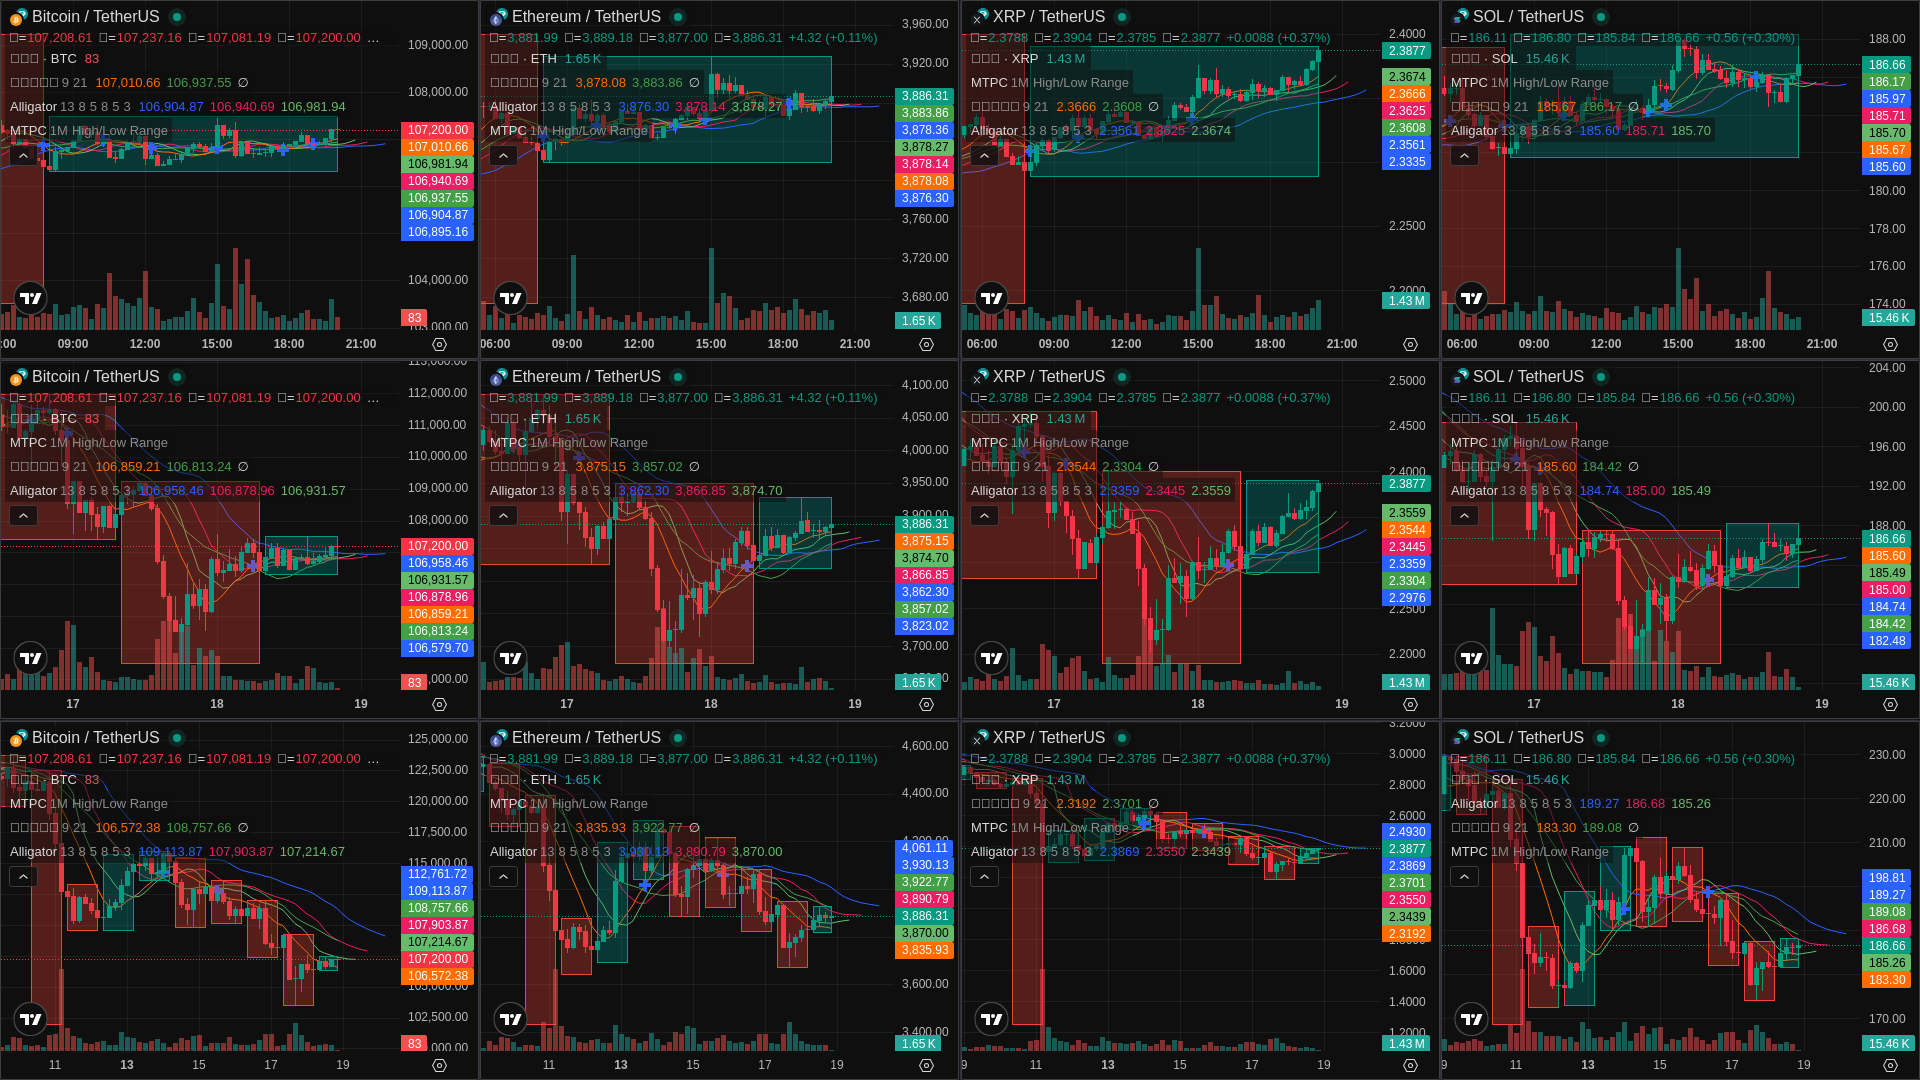 Bitcoin / TetherUS
□=107,208.61 □=107,237.16 □=107,081.19 □=107,200.00 ...
□□□ · BTC 83
□□□□□ 9 21 107,010.66 106,937.55 ∅
Alligator 13 8 5 8 5 3 106,904.87 106,940.69 106,981.94
MTPC 1M High/Low Range
109,000.00
108,000.00
107,200.00
107,010.66
106,981.94
106,940.69
106,937.55
106,904.87
106,895.16
104,000.00
83
103,000.00
:00 09:00 12:00 15:00 18:00 21:00
Ethereum / TetherUS
□=3,881.99 □=3,889.18 □=3,877.00 □=3,886.31 +4.32 (+0.11%)
□□□ · ETH 1.65 K
□□□□□ 9 21 3,878.08 3,883.86 ∅
Alligator 13 8 5 8 5 3 3,876.30 3,878.14 3,878.27
MTPC 1M High/Low Range
3,960.00
3,920.00
3,886.31
3,883.86
3,878.36
3,878.27
3,878.14
3,878.08
3,876.30
3,760.00
3,720.00
3,680.00
1.65 K
06:00 09:00 12:00 15:00 18:00 21:00
XRP / TetherUS
□=2.3788 □=2.3904 □=2.3785 □=2.3877 +0.0088 (+0.37%)
□□□ · XRP 1.43 M
MTPC 1M High/Low Range
□□□□□ 9 21 2.3666 2.3608 ∅
Alligator 13 8 5 8 5 3 2.3561 2.3625 2.3674
2.4000
2.3877
2.3674
2.3666
2.3625
2.3608
2.3561
2.3335
2.2500
2.2000
1.43 M
06:00 09:00 12:00 15:00 18:00 21:00
SOL / TetherUS
□=186.11 □=186.80 □=185.84 □=186.66 +0.56 (+0.30%)
□□□ · SOL 15.46 K
MTPC 1M High/Low Range
□□□□□ 9 21 185.67 186.17 ∅
Alligator 13 8 5 8 5 3 185.60 185.71 185.70
188.00
186.66
186.17
185.97
185.71
185.70
185.67
185.60
180.00
178.00
176.00
174.00
15.46 K
06:00 09:00 12:00 15:00 18:00 21:00
Bitcoin / TetherUS
□=107,208.61 □=107,237.16 □=107,081.19 □=107,200.00 ...
□□□ · BTC 83
MTPC 1M High/Low Range
□□□□□ 9 21 106,859.21 106,813.24 ∅
Alligator 13 8 5 8 5 3 106,958.46 106,878.96 106,931.57
113,000.00
112,000.00
111,000.00
110,000.00
109,000.00
108,000.00
107,200.00
106,958.46
106,931.57
106,878.96
106,859.21
106,813.24
106,579.70
83
17 18 19
Ethereum / TetherUS
□=3,881.99 □=3,889.18 □=3,877.00 □=3,886.31 +4.32 (+0.11%)
□□□ · ETH 1.65 K
MTPC 1M High/Low Range
□□□□□ 9 21 3,875.15 3,857.02 ∅
Alligator 13 8 5 8 5 3 3,862.30 3,866.85 3,874.70
4,100.00
4,050.00
4,000.00
3,950.00
3,900.00
3,886.31
3,875.15
3,874.70
3,866.85
3,862.30
3,857.02
3,823.02
3,700.00
1.65 K
17 18 19
XRP / TetherUS
□=2.3788 □=2.3904 □=2.3785 □=2.3877 +0.0088 (+0.37%)
□□□ · XRP 1.43 M
MTPC 1M High/Low Range
□□□□□ 9 21 2.3544 2.3304 ∅
Alligator 13 8 5 8 5 3 2.3359 2.3445 2.3559
2.5000
2.4500
2.4000
2.3877
2.3559
2.3544
2.3445
2.3359
2.3304
2.2976
2.2500
2.2000
1.43 M
17 18 19
SOL / TetherUS
□=186.11 □=186.80 □=185.84 □=186.66 +0.56 (+0.30%)
□□□ · SOL 15.46 K
MTPC 1M High/Low Range
□□□□□ 9 21 185.60 184.42 ∅
Alligator 13 8 5 8 5 3 184.74 185.00 185.49
204.00
200.00
196.00
192.00
188.00
186.66
185.60
185.49
185.00
184.74
184.42
182.48
15.46 K
17 18 19
Bitcoin / TetherUS
□=107,208.61 □=107,237.16 □=107,081.19 □=107,200.00 ...
□□□ · BTC 83
MTPC 1M High/Low Range
□□□□□ 9 21 106,572.38 108,757.66 ∅
Alligator 13 8 5 8 5 3 109,113.87 107,903.87 107,214.67
125,000.00
122,500.00
120,000.00
117,500.00
115,000.00
112,761.72
109,113.87
108,757.66
107,903.87
107,214.67
107,200.00
106,572.38
105,000.00
102,500.00
83
11 13 15 17 19
Ethereum / TetherUS
□=3,881.99 □=3,889.18 □=3,877.00 □=3,886.31 +4.32 (+0.11%)
□□□ · ETH 1.65 K
MTPC 1M High/Low Range
□□□□□ 9 21 3,835.93 3,922.77 ∅
Alligator 13 8 5 8 5 3 3,930.13 3,890.79 3,870.00
4,600.00
4,400.00
4,200.00
4,061.11
3,930.13
3,922.77
3,890.79
3,886.31
3,870.00
3,835.93
3,600.00
3,400.00
1.65 K
11 13 15 17 19
XRP / TetherUS
□=2.3788 □=2.3904 □=2.3785 □=2.3877 +0.0088 (+0.37%)
□□□ · XRP 1.43 M
□□□□□ 9 21 2.3192 2.3701 ∅
MTPC 1M High/Low Range
Alligator 13 8 5 8 5 3 2.3869 2.3550 2.3439
3.2000
3.0000
2.8000
2.6000
2.4930
2.3877
2.3869
2.3701
2.3550
2.3439
2.3192
1.8000
1.6000
1.4000
1.2000
1.43 M
9 11 13 15 17 19
SOL / TetherUS
□=186.11 □=186.80 □=185.84 □=186.66 +0.56 (+0.30%)
□□□ · SOL 15.46 K
Alligator 13 8 5 8 5 3 189.27 186.68 185.26
□□□□□ 9 21 183.30 189.08 ∅
MTPC 1M High/Low Range
230.00
220.00
210.00
198.81
189.27
189.08
186.68
186.66
185.26
183.30
170.00
15.46 K
9 11 13 15 17 19